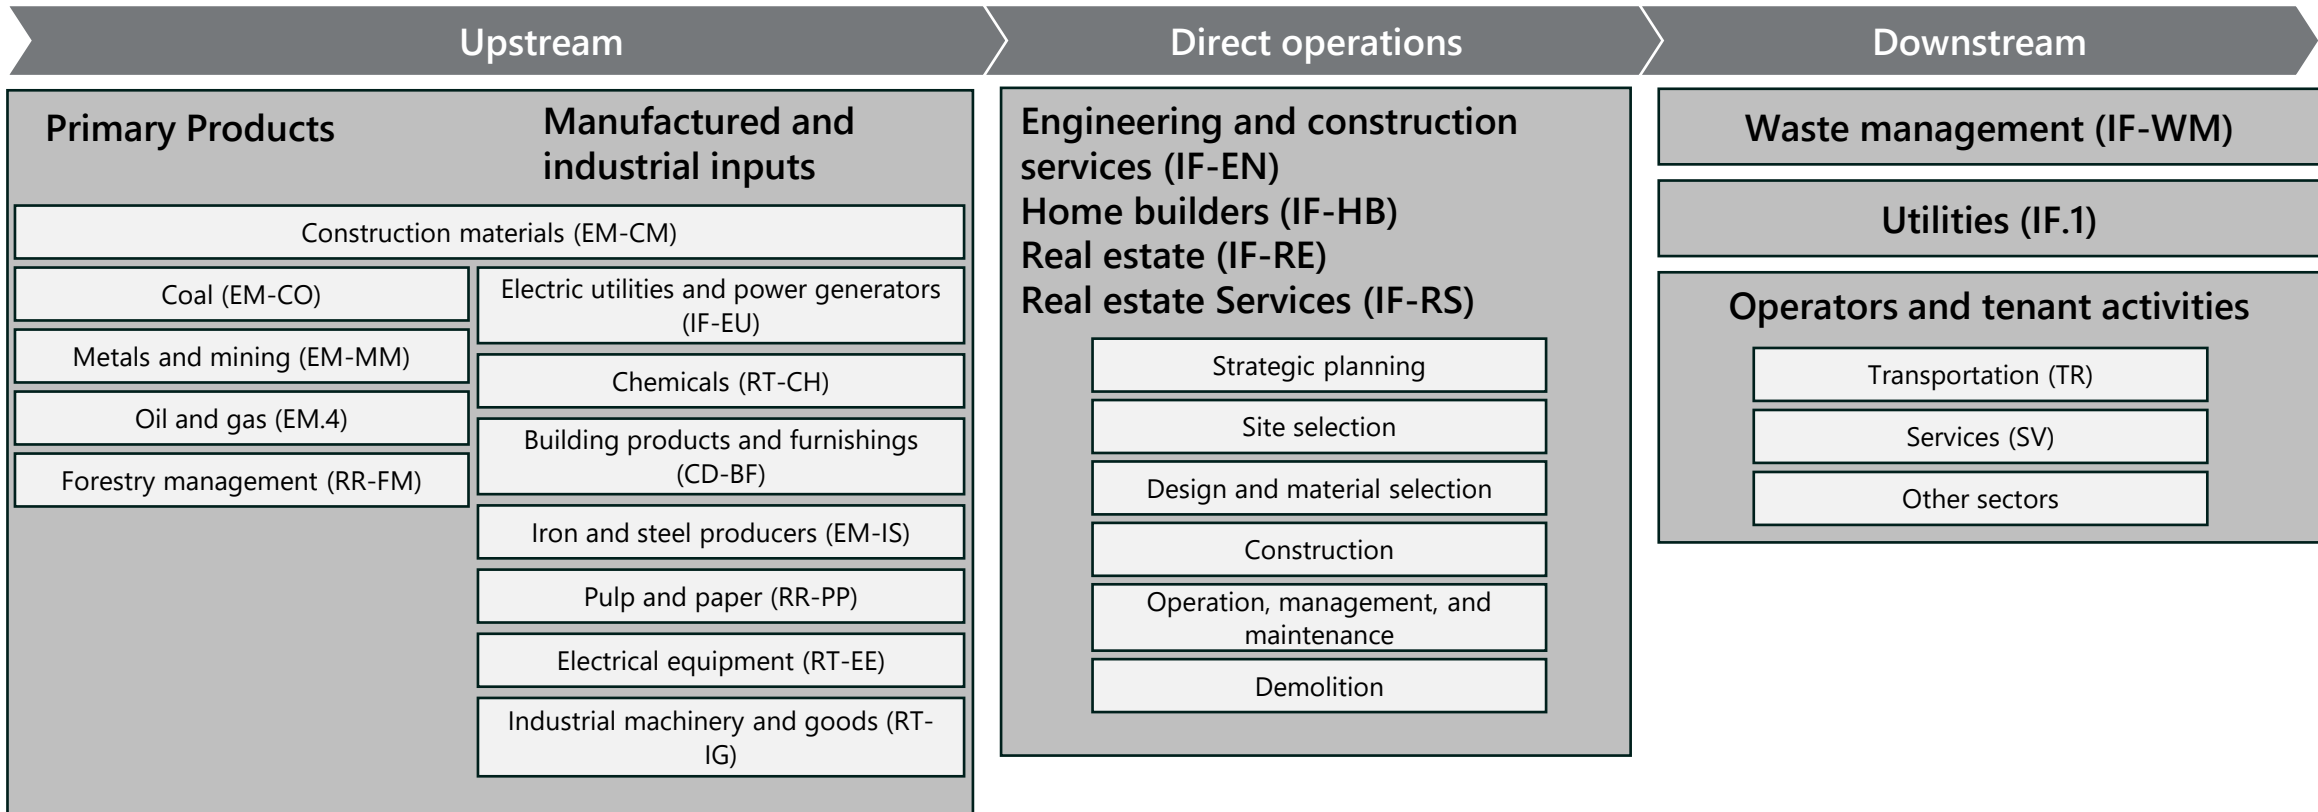 Upstream
Direct operations
Downstream
Primary Products
Manufactured and
industrial inputs
Construction materials (EM-CM)
Coal (EM-CO)
Metals and mining (EM-MM)
Oil and gas (EM.4)
Forestry management (RR-FM)
Electric utilities and power generators
(IF-EU)
Chemicals (RT-CH)
Building products and furnishings
(CD-BF)
Iron and steel producers (EM-IS)
Pulp and paper (RR-PP)
Electrical equipment (RT-EE)
Industrial machinery and goods (RT-
IG)
Engineering and construction
services (IF-EN)
Home builders (IF-HB)
Real estate (IF-RE)
Real estate Services (IF-RS)
Strategic planning
Site selection
Design and material selection
Construction
Operation, management, and
maintenance
Demolition
Waste management (IF-WM)
Utilities (IF.1)
Operators and tenant activities
Transportation (TR)
Services (SV)
Other sectors